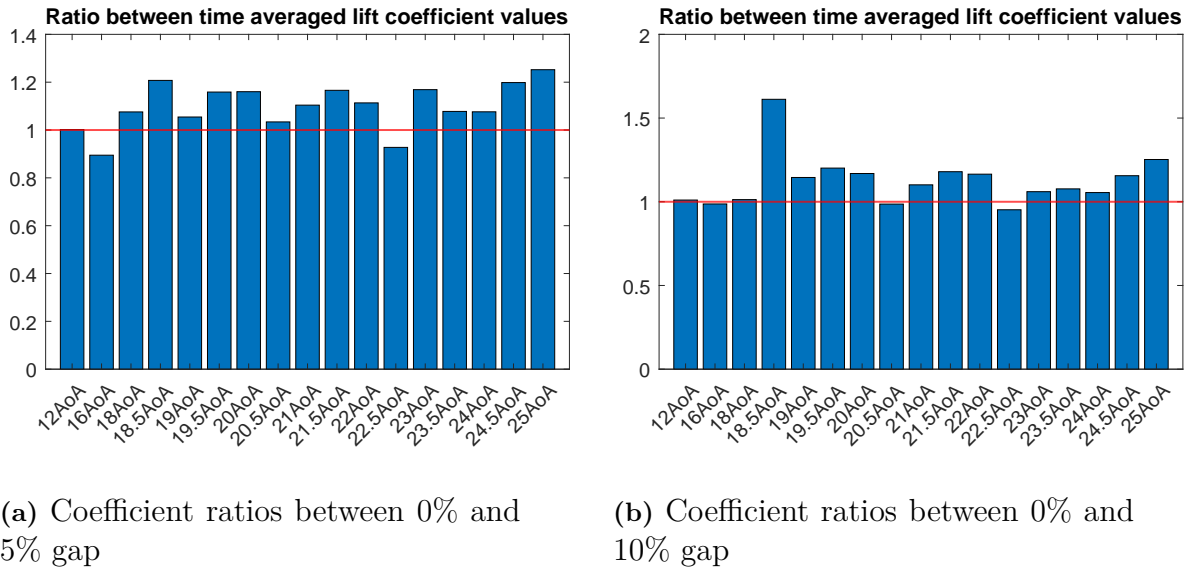 Ratio between time averaged lift coefficient values
1.4
1.2
1
0.8
0.6
0.4
0.2
0
12AoA
16AoA
18AoA
18.5AoA
19AoA
19.5AoA
20AoA
20.5AoA
21AoA
21.5AoA
22AoA
22.5AoA
23AoA
23.5AoA
24AoA
24.5AoA
25AoA
(a) Coefficient ratios between 0% and
5% gap
Ratio between time averaged lift coefficient values
2
1.5
1
0.5
0
12AoA
16AoA
18AoA
18.5AoA
19AoA
19.5AoA
20AoA
20.5AoA
21AoA
21.5AoA
22AoA
22.5AoA
23AoA
23.5AoA
24AoA
24.5AoA
25AoA
(b) Coefficient ratios between 0% and
10% gap